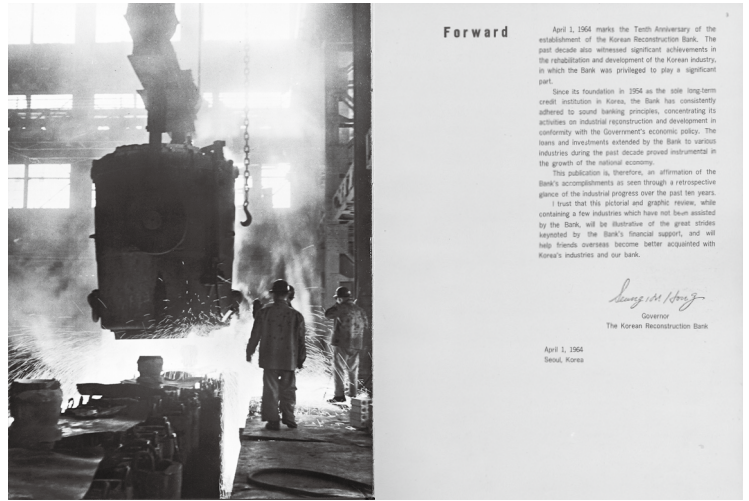 3
Forward
April 1, 1964 marks the Tenth Anniversary of the
establishment of the Korean Reconstruction Bank. The
past decade also witnessed significant achievements in
the rehabilitation and development of the Korean industry,
in which the Bank was privileged to play a significant
part.
Since its foundation in 1954 as the sole long-term
credit institution in Korea, the Bank has consistently
adhered to sound banking principles, concentrating its
activities on industrial reconstruction and development in
conformity with the Government's economic policy. The
loans and investments extended by the Bank to various
industries during the past decade proved instrumental in
the growth of the national economy.
This publication is, therefore, an affirmation of the
Bank's accomplishments as seen through a retrospective
glance of the industrial progress over the past ten years.
I trust that this pictorial and graphic review, while
containing a few industries which have not been assisted
by the Bank, will be illustrative of the great strides
keynoted by the Bank's financial support, and will
help friends overseas become better acquainted with
Korea's industries and our bank.
Governor
The Korean Reconstruction Bank
April 1, 1964
Seoul, Korea